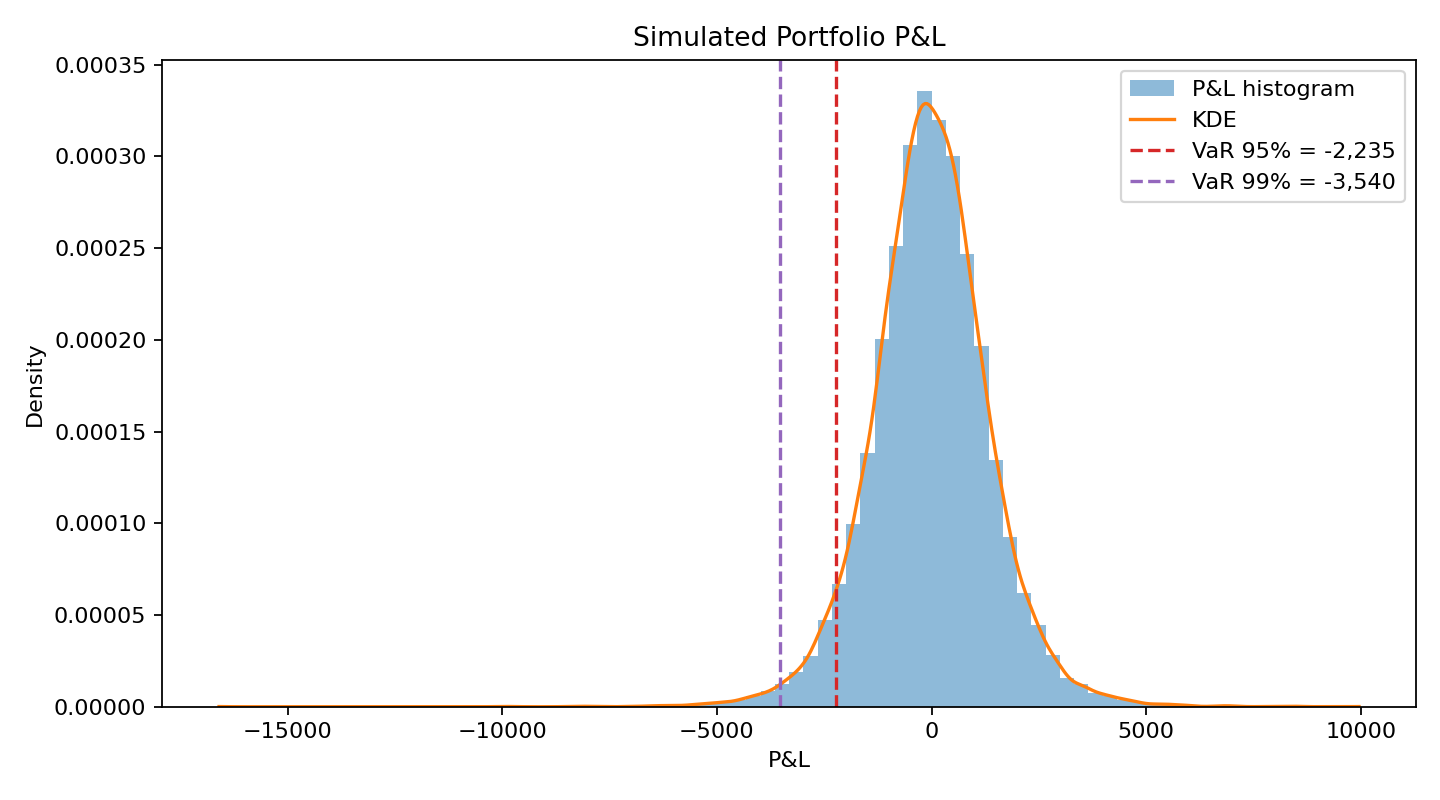 Simulated Portfolio P&L
0.00035
0.00030
0.00025
0.00020
0.00015
0.00010
0.00005
0.00000
Density
P&L histogram
KDE
VaR 95% = -2,235
VaR 99% = -3,540
−15000 −10000 −5000 0 5000 10000
P&L